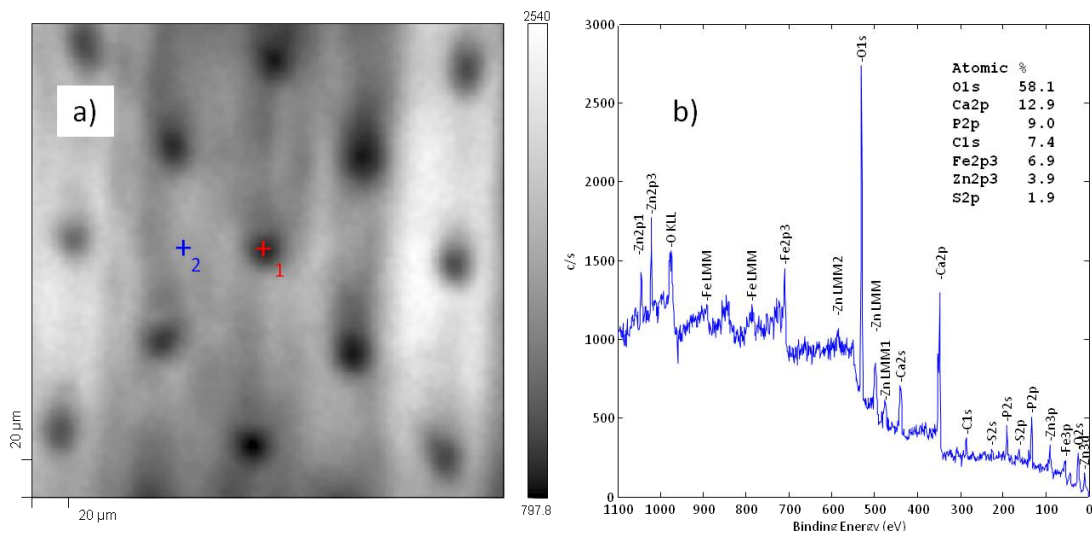 a)
2540
797.8
1
2
20 µm
20 µm
b)
3000
2500
2000
1500
1000
500
0
c/s
Atomic %
O1s 58.1
Ca2p 12.9
P2p 9.0
C1s 7.4
Fe2p3 6.9
Zn2p3 3.9
S2p 1.9
-Zn2p1
-Zn2p3
-O KLL
-Fe LMM
-Fe LMM
-Fe2p3
-Zn LMM2
-O1s
-Zn LMM
-Zn LMM1
-Ca2s
-Ca2p
-C1s
-S2s
-P2s
-S2p
-P2p
-Zn3p
-Fe3p
-O2s
-Zn3d
1100 1000 900 800 700 600 500 400 300 200 100 0
Binding Energy (eV)